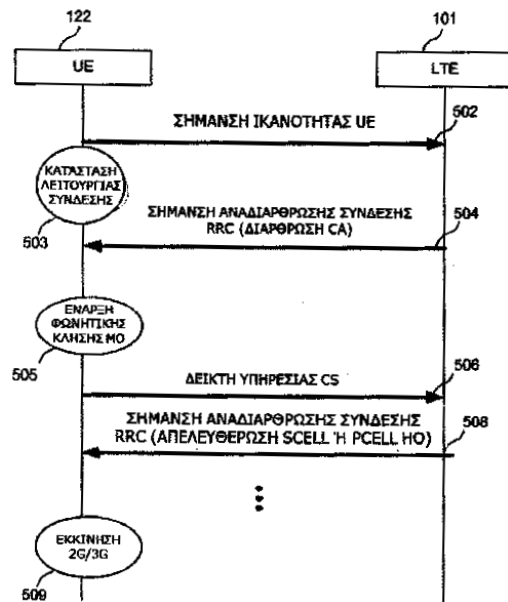 122
101
UE
LTE
ΣΗΜΑΝΣΗ ΙΚΑΝΟΤΗΤΑΣ UE
502
ΚΑΤΑΣΤΑΣΗ
ΛΕΙΤΟΥΡΓΙΑΣ
ΣΥΝΔΕΣΗΣ
503
ΣΗΜΑΝΣΗ ΑΝΑΔΙΑΡΘΡΩΣΗΣ ΣΥΝΔΕΣΗΣ
RRC (ΔΙΑΡΘΡΩΣΗ CA)
504
ΕΝΑΡΞΗ
ΦΩΝΗΤΙΚΗΣ
ΚΛΗΣΗΣ MO
505
ΔΕΙΚΤΗ ΥΠΗΡΕΣΙΑΣ CS
506
ΣΗΜΑΝΣΗ ΑΝΑΔΙΑΡΘΡΩΣΗΣ ΣΥΝΔΕΣΗΣ
RRC (ΑΠΕΛΕΥΘΕΡΩΣΗ SCELL Ή PCELL HO)
508
ΕΚΚΙΝΗΣΗ
2G/3G
509